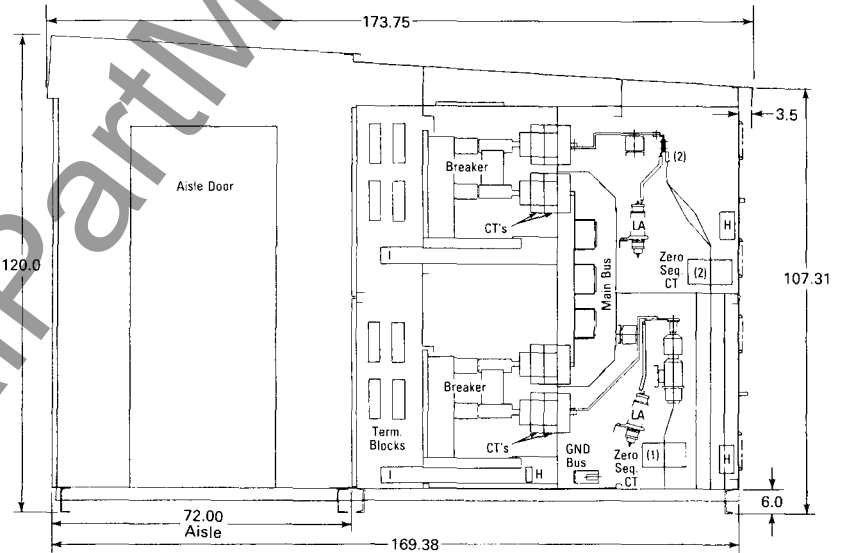 173.75
3.5
120.0
107.31
Aisle Door
Breaker
CT's
(2)
LA
H
Main Bus
Zero
Seq.
CT
(2)
I
Breaker
CT's
Term.
Blocks
I
H
GND
Bus
LA
Zero
Seq.
CT
(1)
H
6.0
72.00
Aisle
169.38